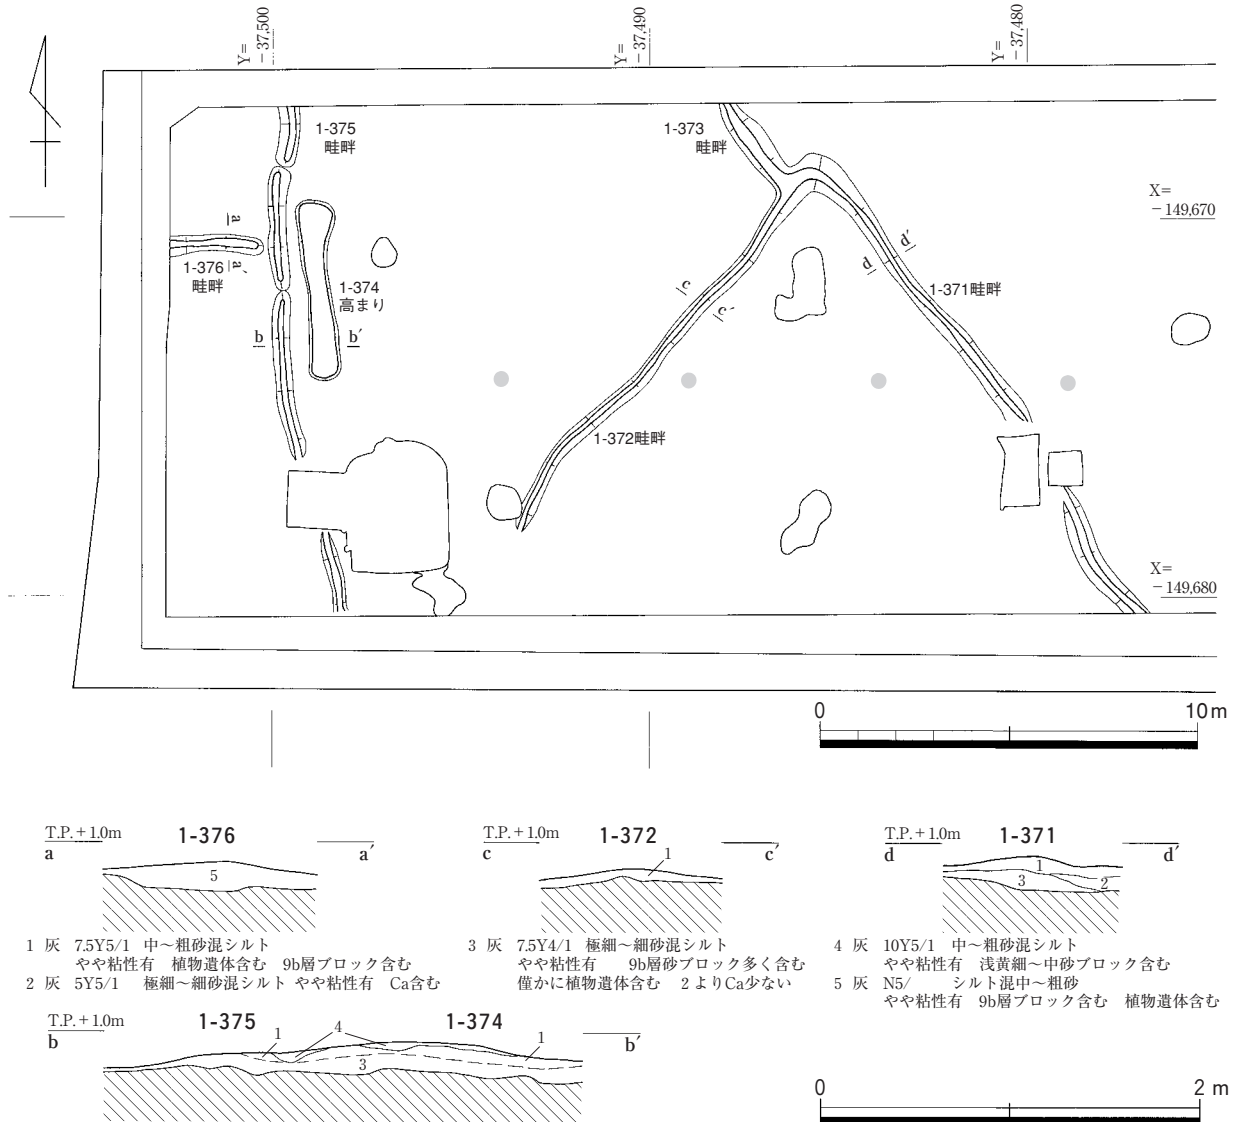 Y=
－37,500
Y=
－37,490
Y=
－37,480
1-375
畦畔
1-373
畦畔
X=
－149,670
a
a′
1-376
畦畔
1-374
高まり
d′
d
1-371畦畔
c
c′
b
b′
1-372畦畔
X=
－149,680
0
10m
T.P.＋1.0m
1-376
a
a′
5
T.P.＋1.0m
1-372
c
c′
1
T.P.＋1.0m
1-371
d
d′
1
3
2
1 灰 7.5Y5/1 中～粗砂混シルト
やや粘性有 植物遺体含む 9b層ブロック含む
2 灰 5Y5/1 極細～細砂混シルト やや粘性有 Ca含む
3 灰 7.5Y4/1 極細～細砂混シルト
やや粘性有 9b層砂ブロック多く含む
僅かに植物遺体含む 2よりCa少ない
4 灰 10Y5/1 中～粗砂混シルト
やや粘性有 浅黄細～中砂ブロック含む
5 灰 N5/ シルト混中～粗砂
やや粘性有 9b層ブロック含む 植物遺体含む
T.P.＋1.0m
1-375
1-374
b
b′
1
4
1
3
0
2 m